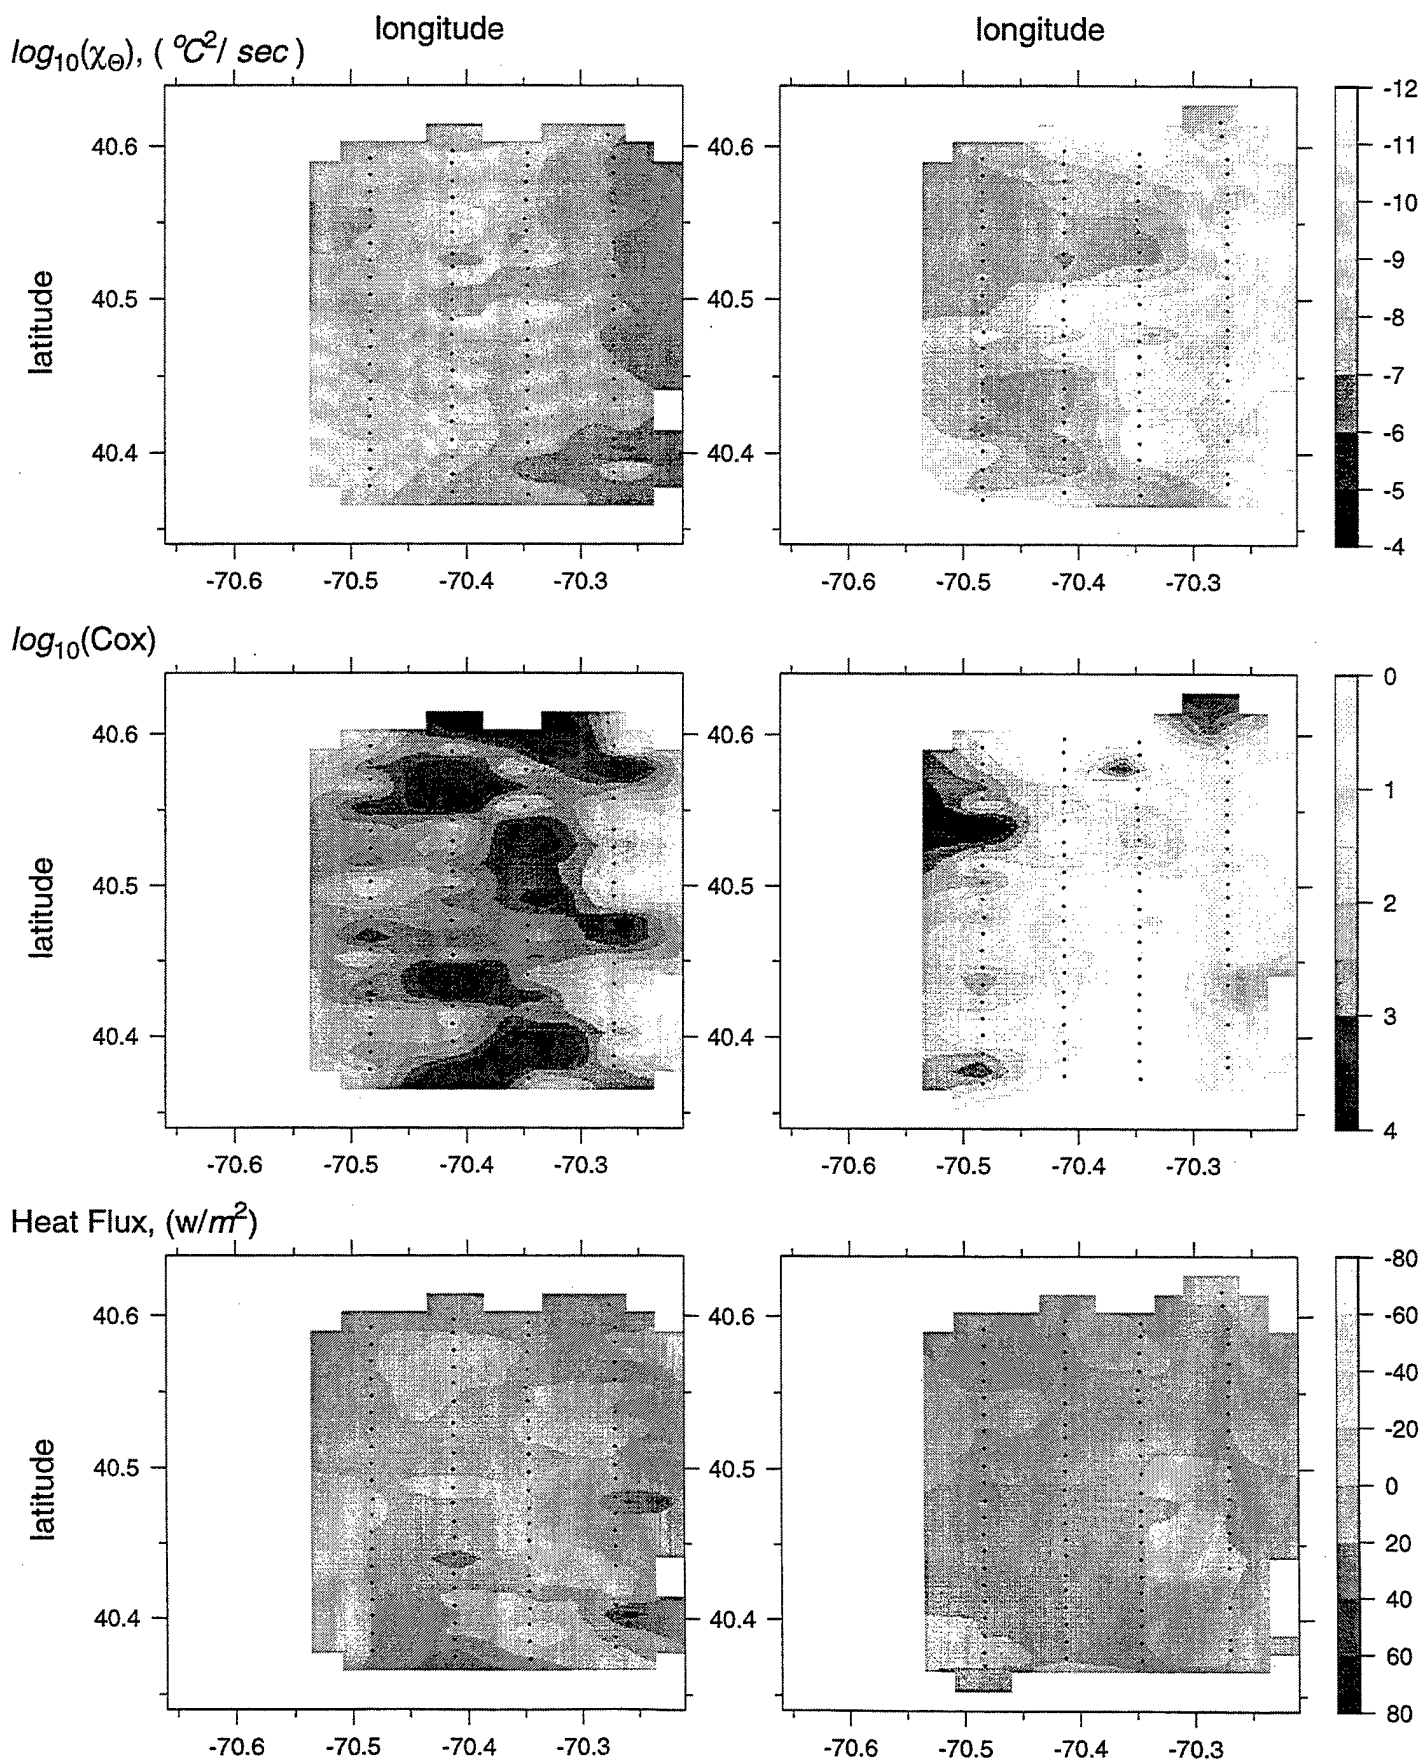 longitude longitude
log10(χΘ), ( °C²/ sec )
-12
40.6 40.6 -11
-10
latitude -9
40.5 40.5 -8
-7
40.4 40.4 -6
-5
-4
-70.6 -70.5 -70.4 -70.3 -70.6 -70.5 -70.4 -70.3
log10(Cox)
0
40.6 40.6
1
latitude
40.5 40.5 2
3
40.4 40.4
4
-70.6 -70.5 -70.4 -70.3 -70.6 -70.5 -70.4 -70.3
Heat Flux, (w/m²)
-80
40.6 40.6 -60
-40
latitude -20
40.5 40.5 0
20
40.4 40.4 40
60
80
-70.6 -70.5 -70.4 -70.3 -70.6 -70.5 -70.4 -70.3